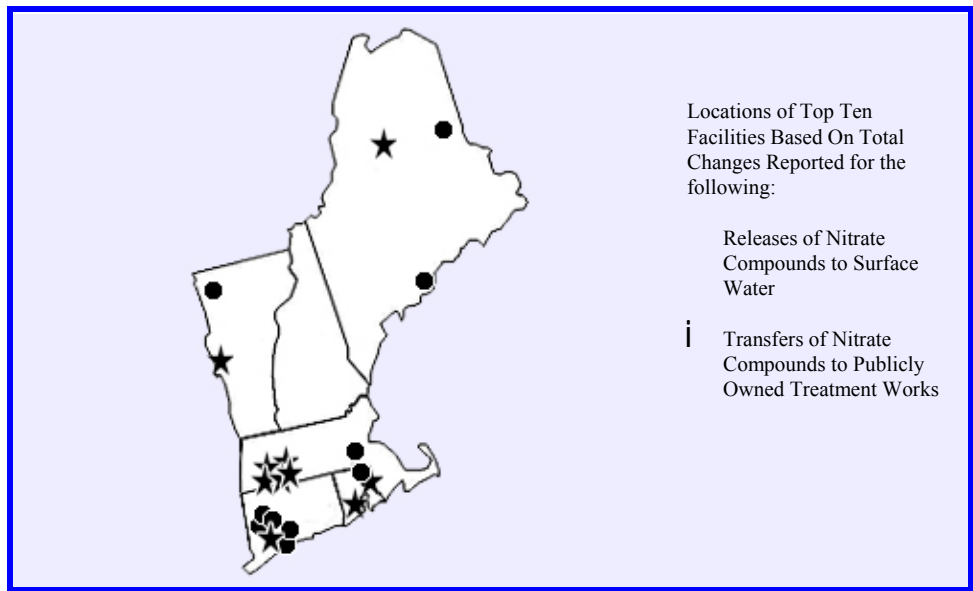 Locations of Top Ten
Facilities Based On Total
Changes Reported for the
following:
Releases of Nitrate
Compounds to Surface
Water
i Transfers of Nitrate
Compounds to Publicly
Owned Treatment Works